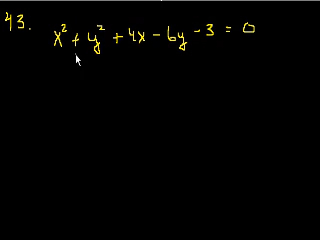 43. x² + y² + 4x - 6y - 3 = 0